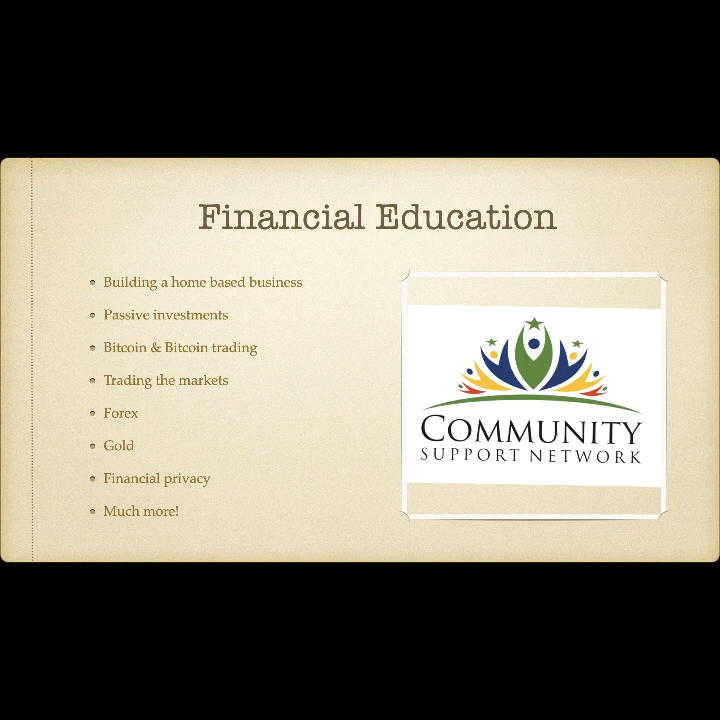 Financial Education
Building a home based business
Passive investments
Bitcoin & Bitcoin trading
Trading the markets
Forex
Gold
Financial privacy
Much more!
COMMUNITY
SUPPORT NETWORK